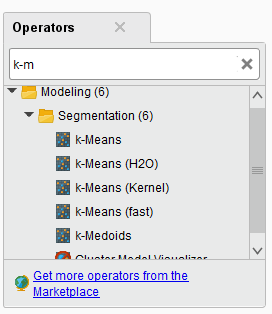 Operators
k-m
Modeling (6)
Segmentation (6)
k-Means
k-Means (H2O)
k-Means (Kernel)
k-Means (fast)
k-Medoids
Cluster Model Visualizer
Get more operators from the
Marketplace